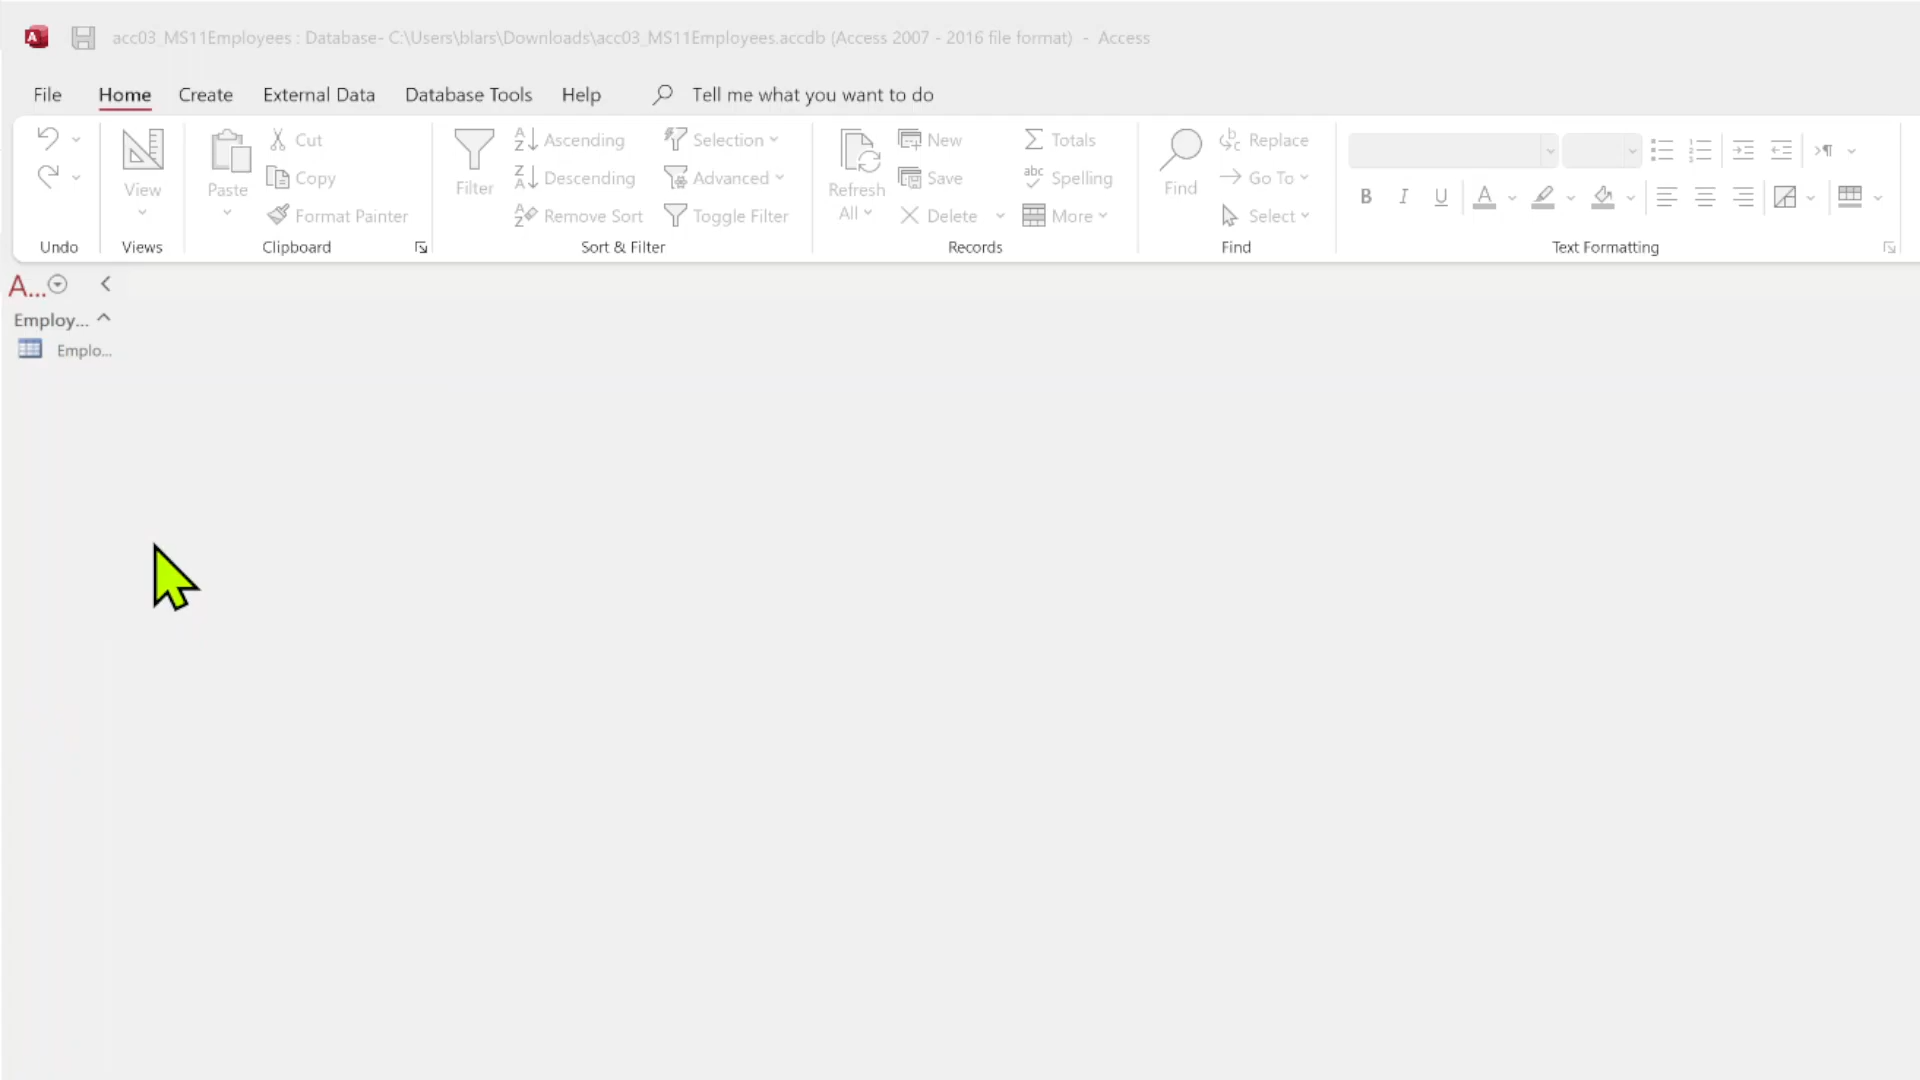 acc03_MS11Employees : Database- C:\Users\blars\Downloads\acc03_MS11Employees.accdb (Access 2007 - 2016 file format) - Access
File Home Create External Data Database Tools Help Tell me what you want to do
View
Paste
Cut
Copy
Format Painter
Filter
Ascending
Descending
Remove Sort
Selection
Advanced
Toggle Filter
Refresh
All
New
Save
Delete
Totals
Spelling
More
Find
Replace
Go To
Select
B I U A
Undo Views Clipboard Sort & Filter Records Find Text Formatting
A...
Employ...
Emplo...